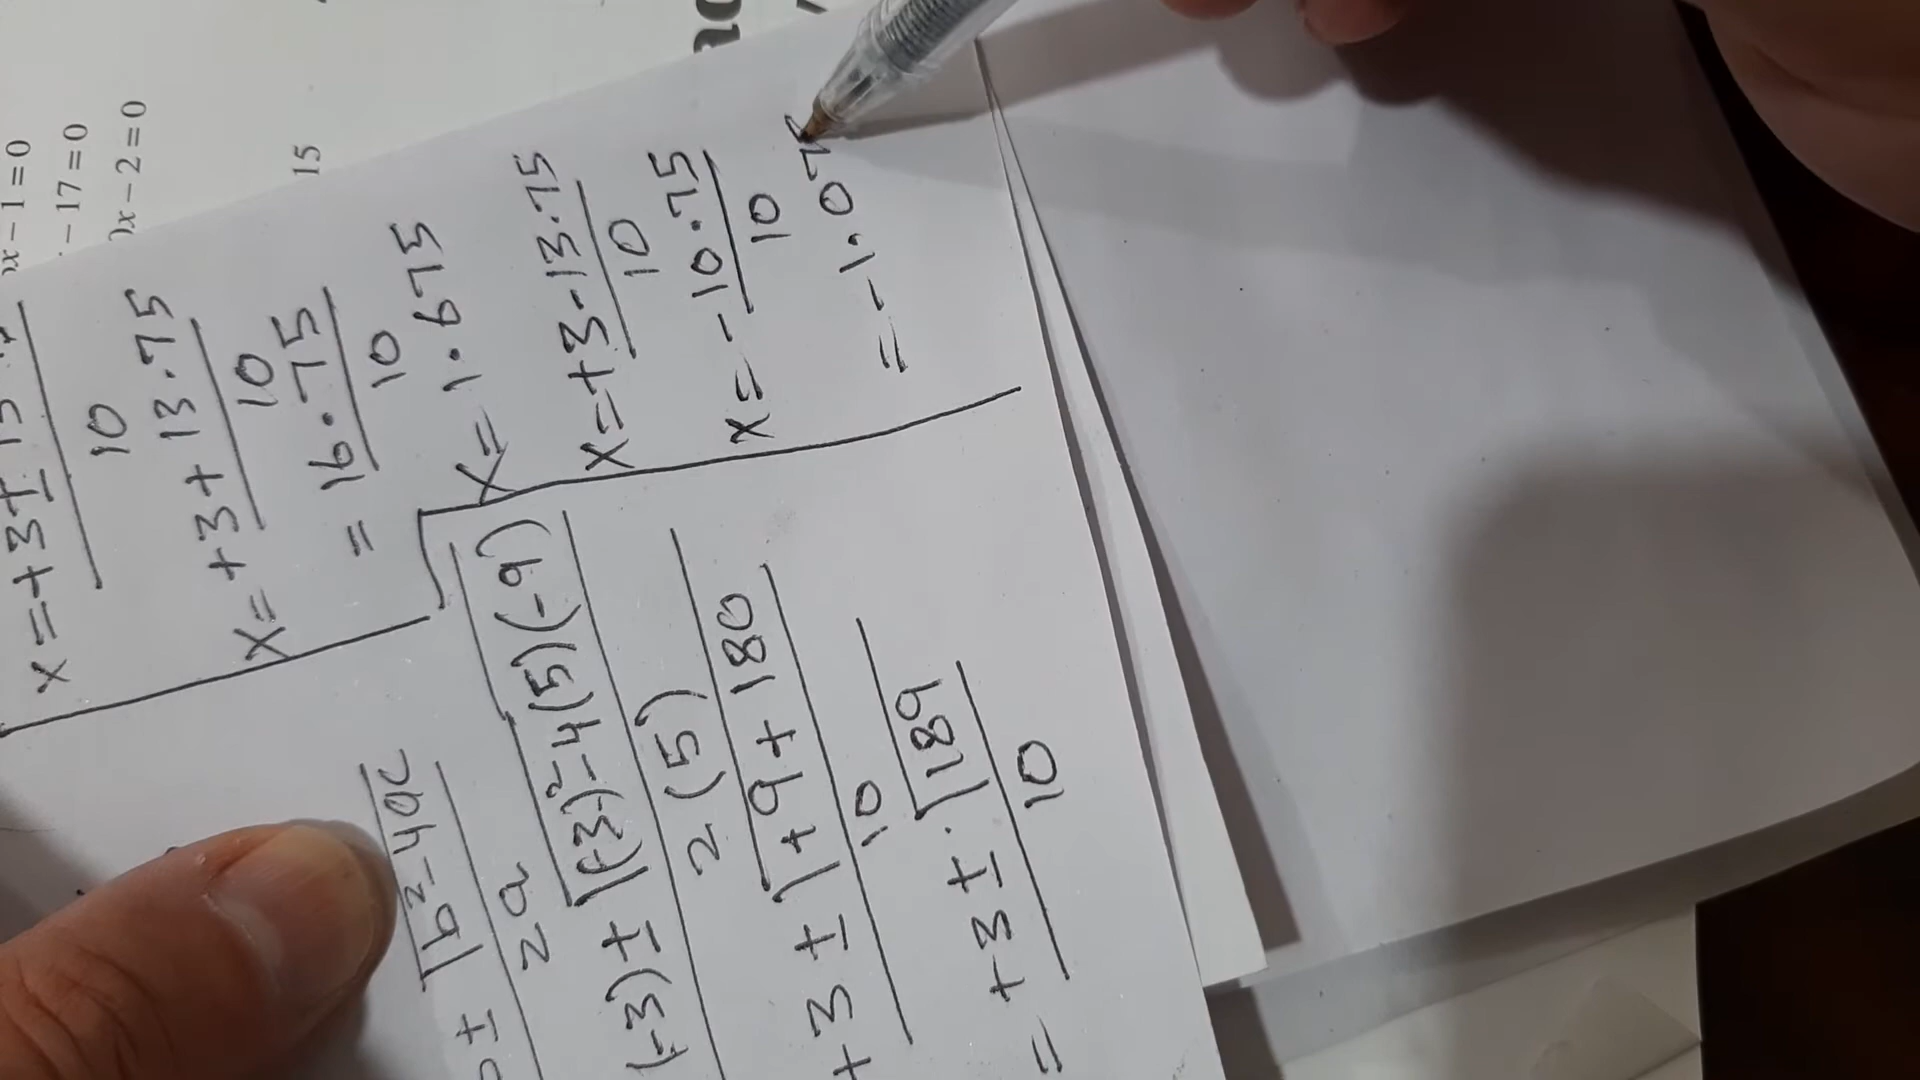 x − 1 = 0
− 17 = 0
)x − 2 = 0
15
√b² − 4ac
2a
(−3) ± √(−3)² − 4(5)(−9)
2(5)
+3 ± √+9 + 180
10
= +3 ± √189
10
x = +3 ± 13.
10
x = +3 + 13.75
10
= 16.75
10
x = 1.675
x = +3 − 13.75
10
x = −10.75
10
= −1.07